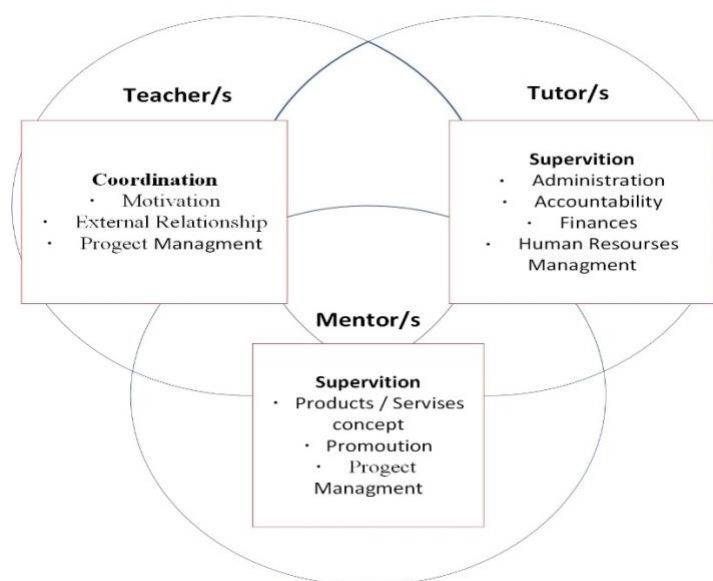 Teacher/s
Coordination
· Motivation
· External Relationship
· Progect Managment
Tutor/s
Supervition
· Administration
· Accountability
· Finances
· Human Resourses
Managment
Mentor/s
Supervition
· Products / Servises
concept
· Promoution
· Progect
Managment